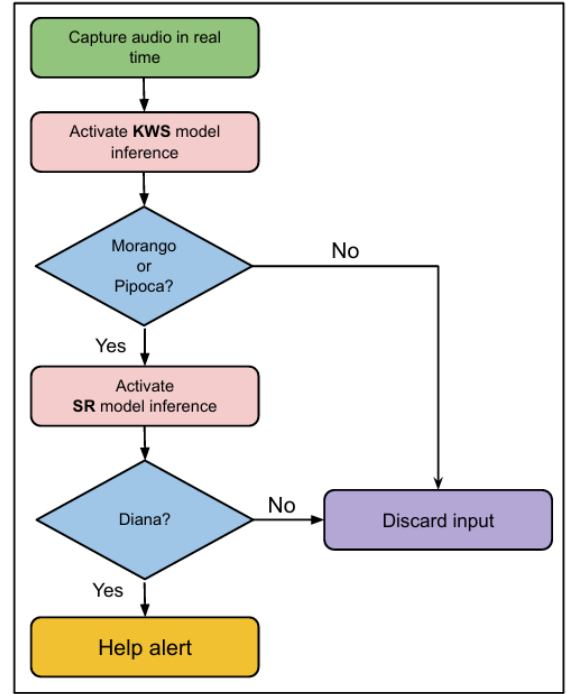 Capture audio in real
time
Activate KWS model
inference
Morango
or
Pipoca?
No
Yes
Activate
SR model inference
Diana?
No
Discard input
Yes
Help alert